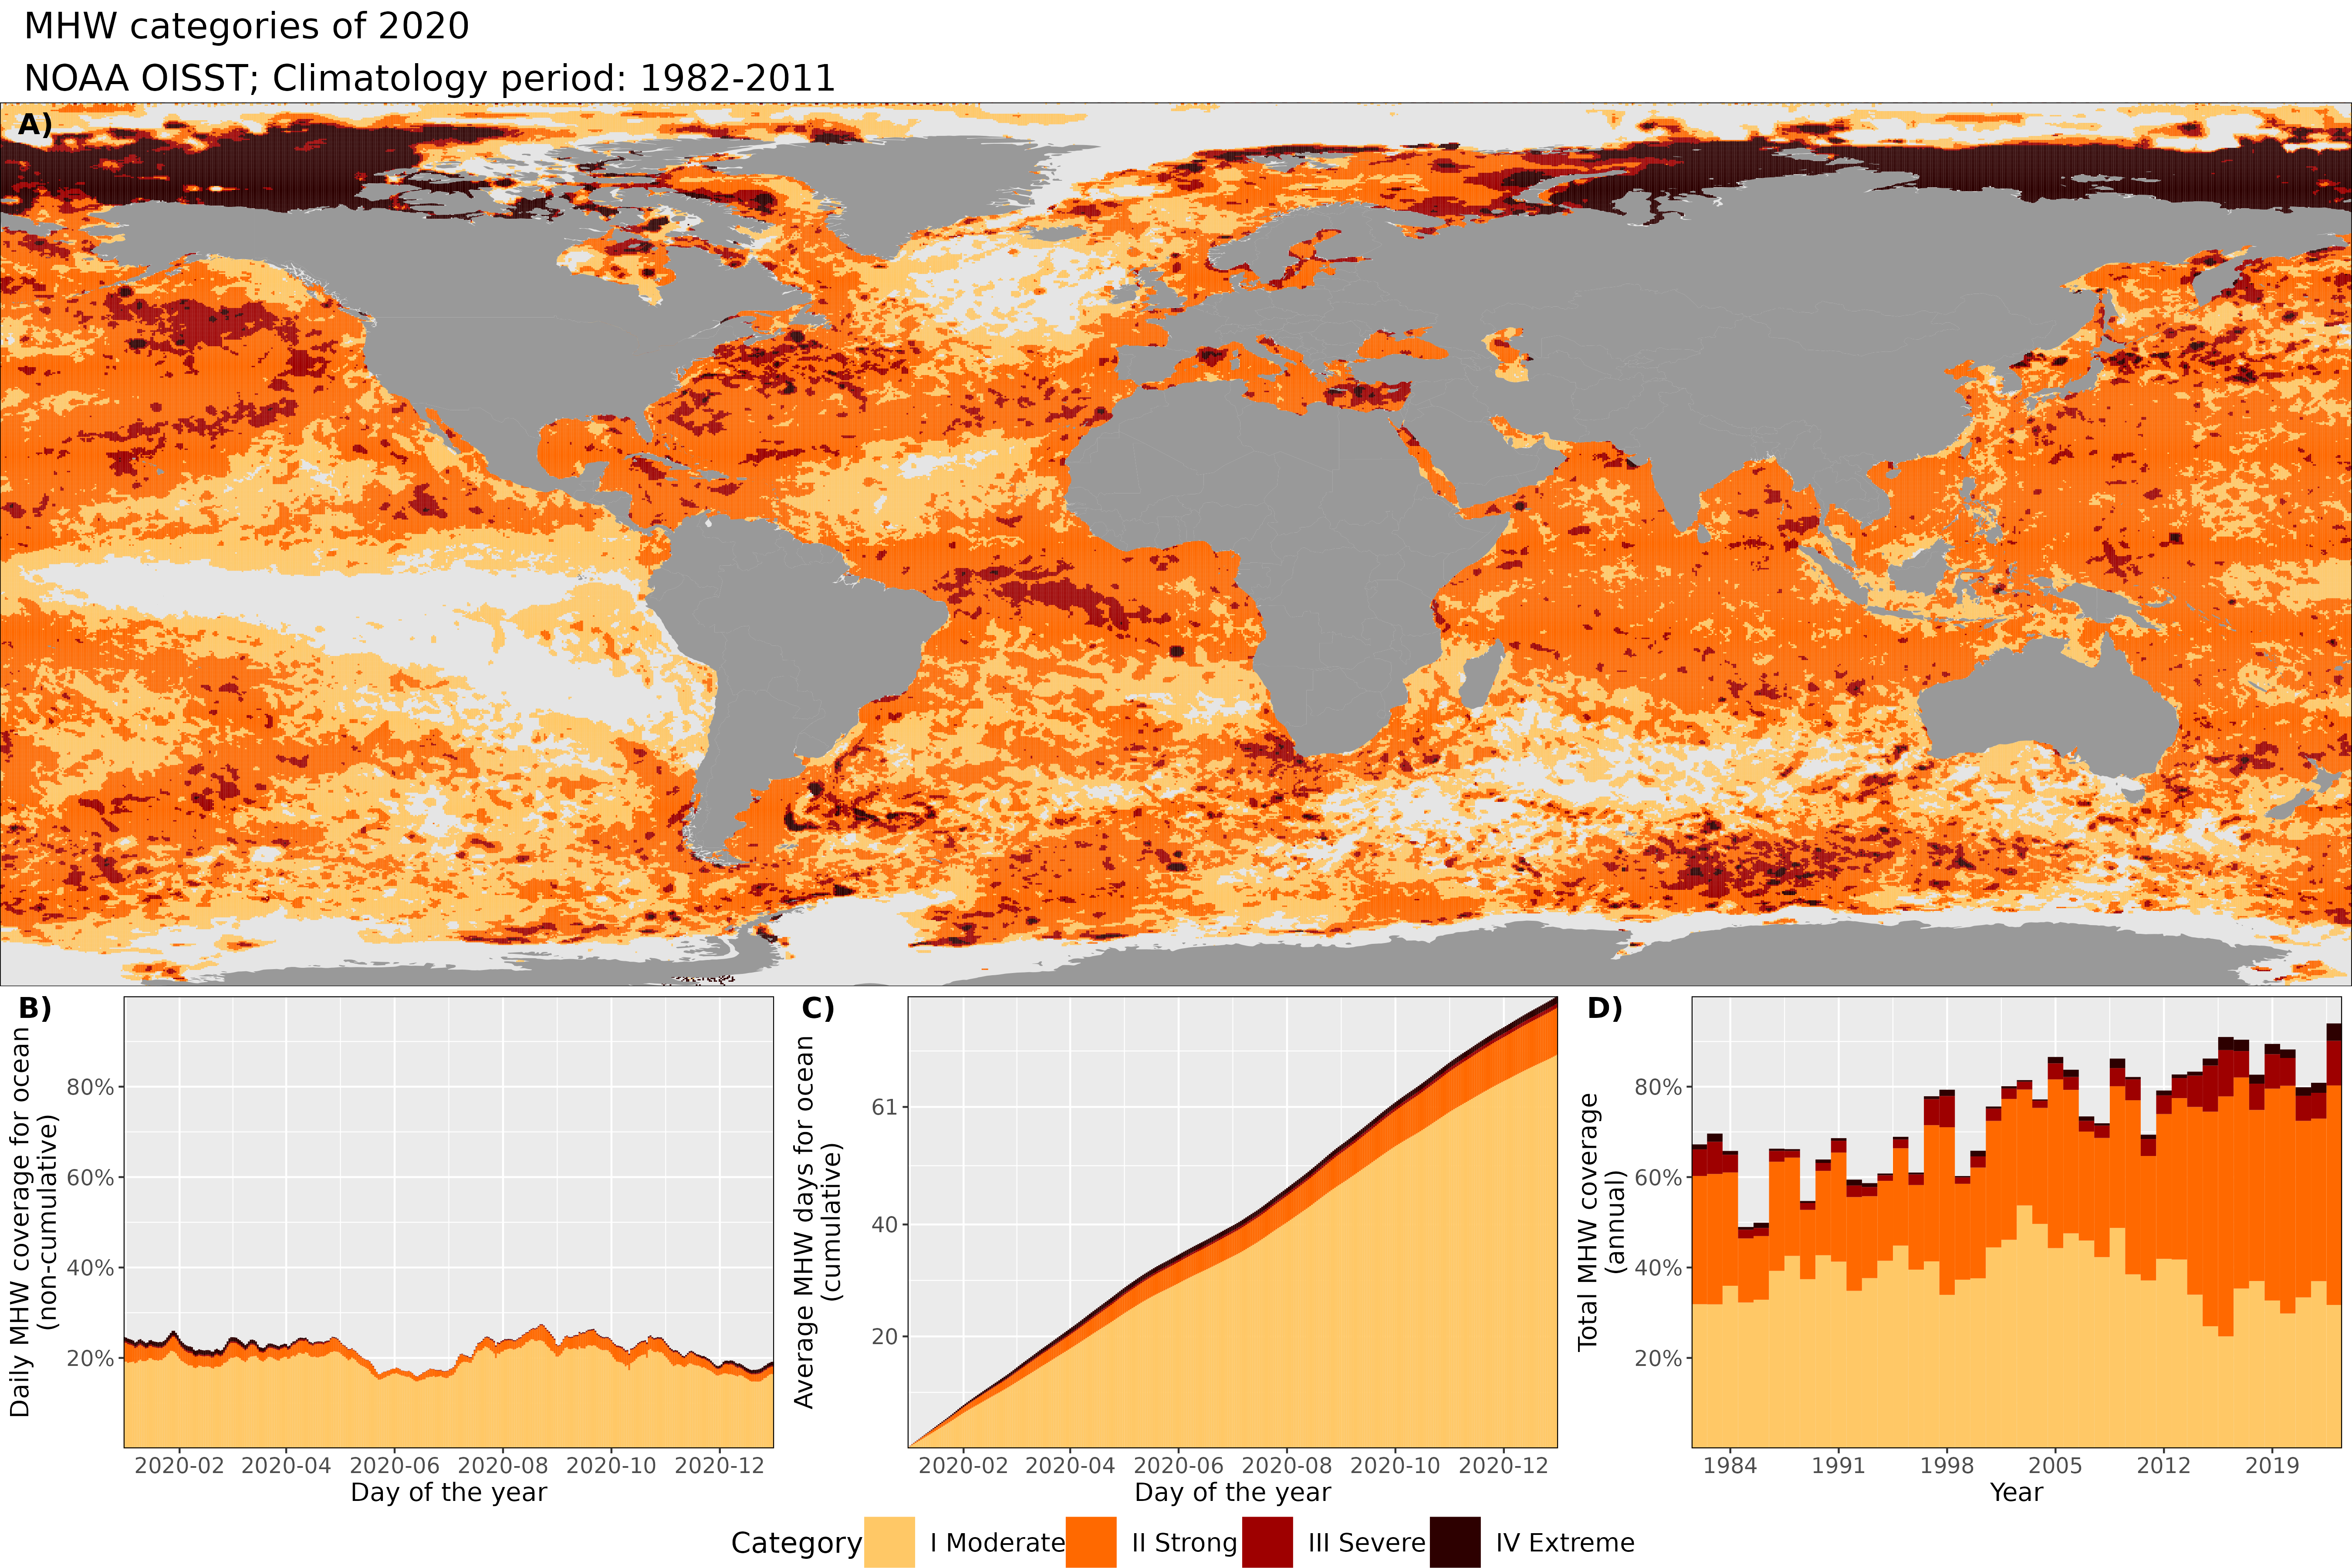 MHW categories of 2020
NOAA OISST; Climatology period: 1982-2011
A)
B)
Daily MHW coverage for ocean
(non-cumulative)
80%
60%
40%
20%
2020-02 2020-04 2020-06 2020-08 2020-10 2020-12
Day of the year
C)
Average MHW days for ocean
(cumulative)
61
40
20
2020-02 2020-04 2020-06 2020-08 2020-10 2020-12
Day of the year
D)
Total MHW coverage
(annual)
80%
60%
40%
20%
1984 1991 1998 2005 2012 2019
Year
Category I Moderate II Strong III Severe IV Extreme